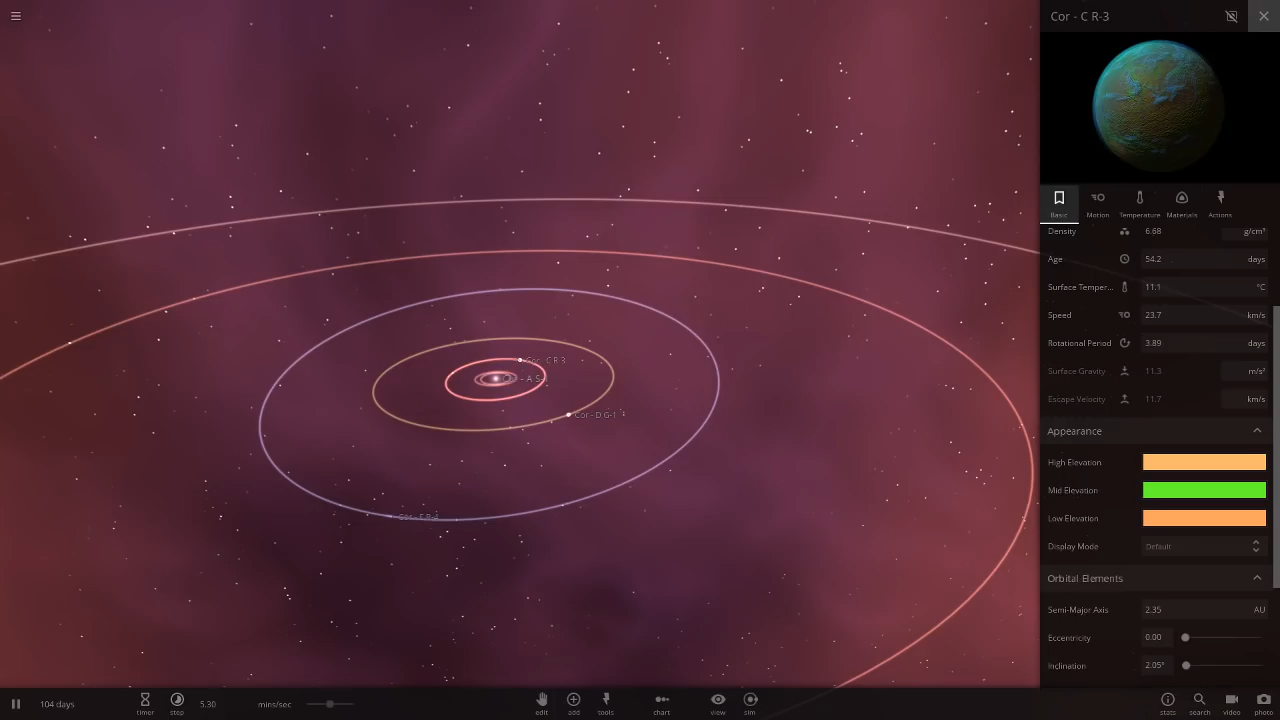 Cor - C R-3
Basic Motion Temperature Materials Actions
Density 6.68 g/cm³
Age 54.2 days
Surface Temper... 11.1 °C
Speed 23.7 km/s
Rotational Period 3.89 days
Surface Gravity 11.3 m/s²
Escape Velocity 11.7 km/s
Appearance
High Elevation
Mid Elevation
Low Elevation
Display Mode Default
Orbital Elements
Semi-Major Axis 2.35 AU
Eccentricity 0.00
Inclination 2.05°
Cor - C R-3
- A S-
Cor - D G-1
104 days
timer
step
5.30 mins/sec
edit
add
tools
chart
view
sim
stats
search
video
photo